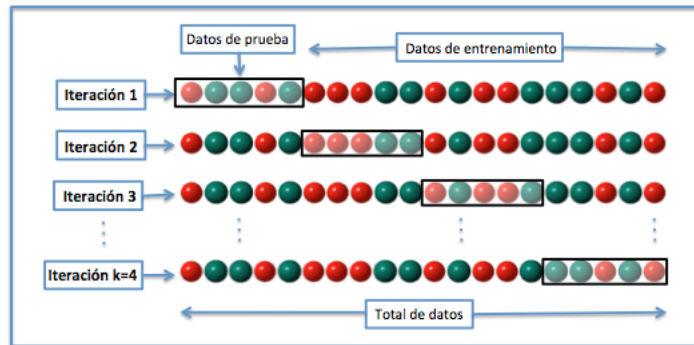 Datos de prueba
Datos de entrenamiento
Iteración 1
Iteración 2
Iteración 3
Iteración k=4
Total de datos